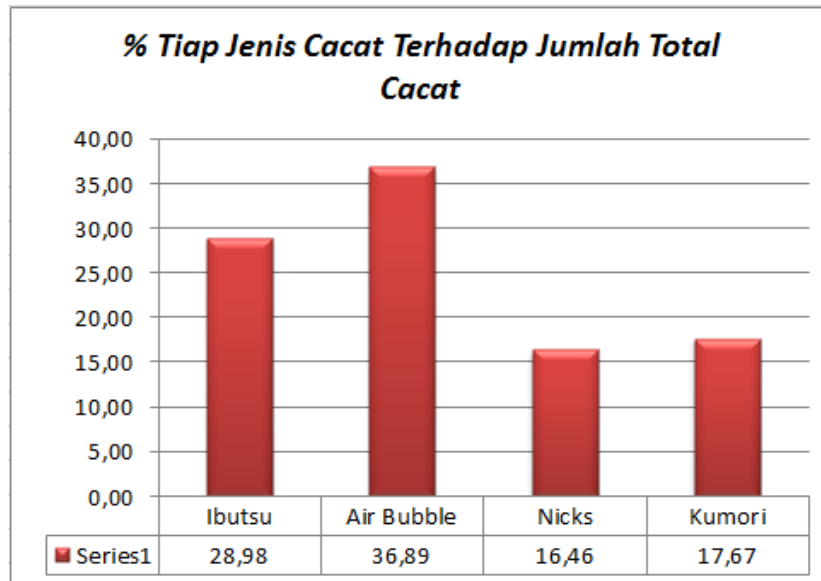 % Tiap Jenis Cacat Terhadap Jumlah Total
Cacat
40,00
35,00
30,00
25,00
20,00
15,00
10,00
5,00
0,00
Ibutsu Air Bubble Nicks Kumori
Series1 28,98 36,89 16,46 17,67